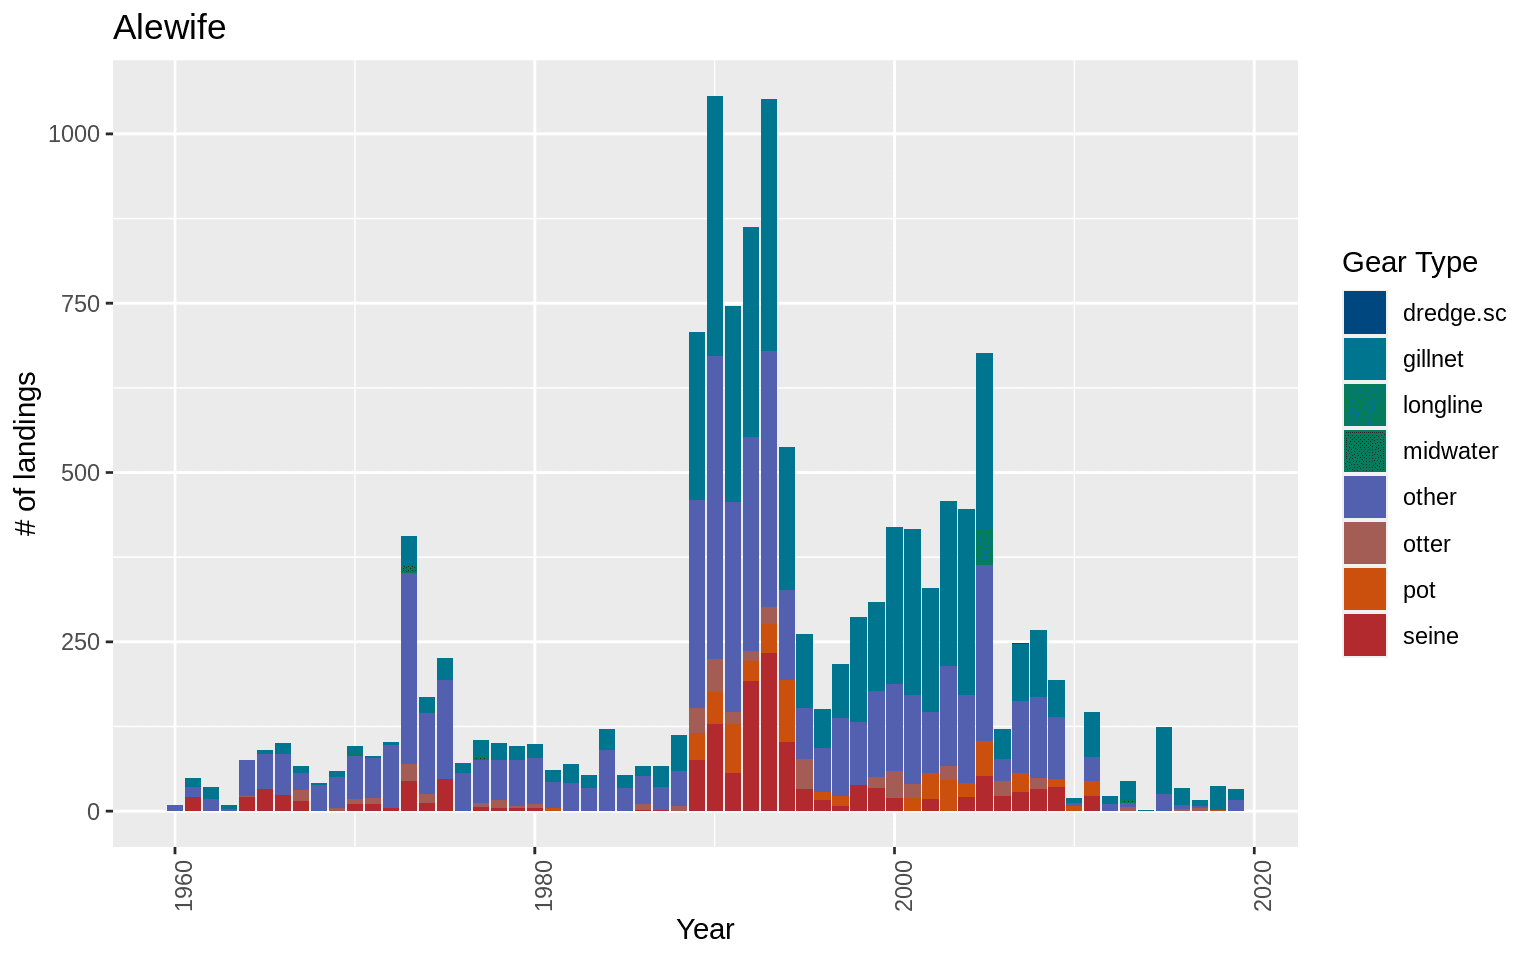 Alewife
1000
750
500
250
0
# of landings
1960
1980
2000
2020
Year
Gear Type
dredge.sc
gillnet
longline
midwater
other
otter
pot
seine